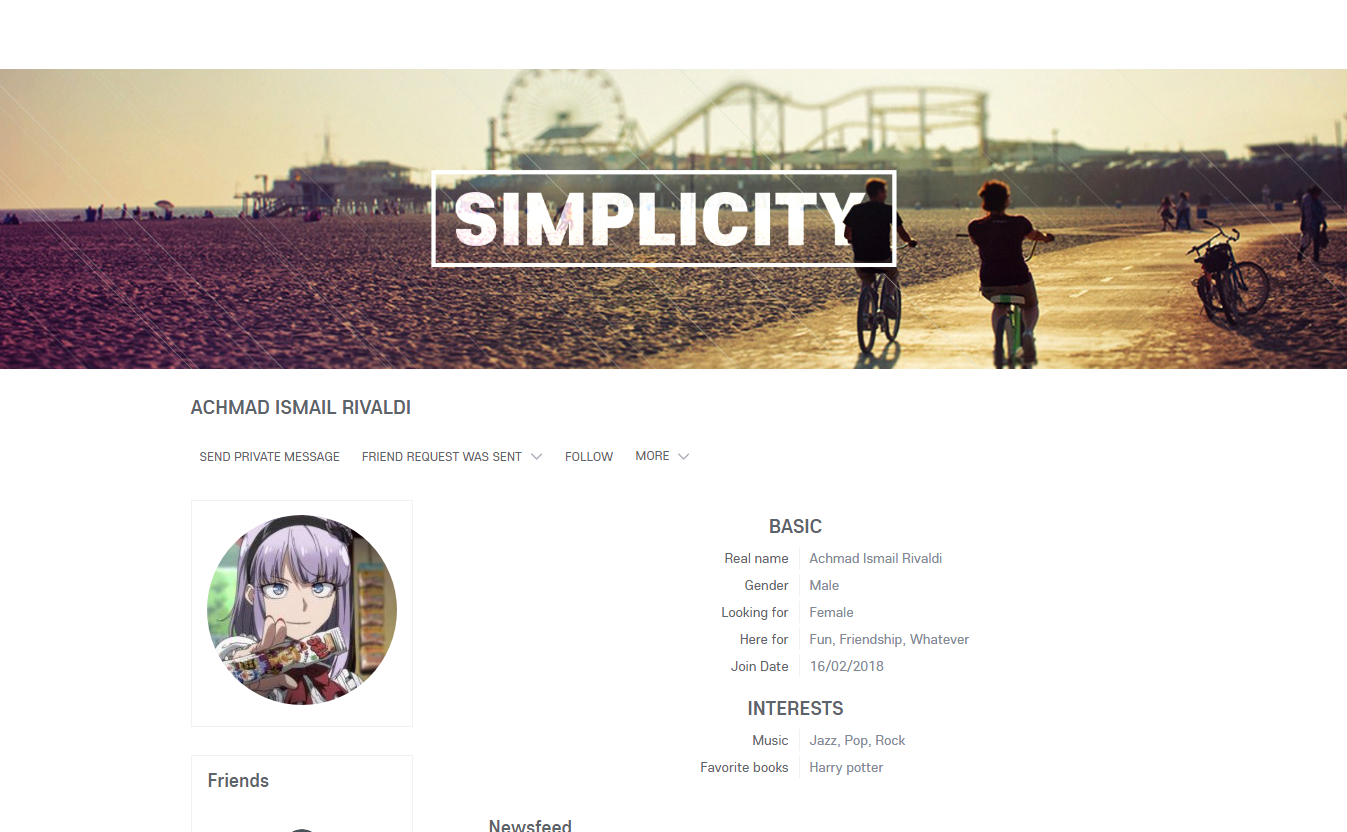 SIMPLICITY
ACHMAD ISMAIL RIVALDI
SEND PRIVATE MESSAGE FRIEND REQUEST WAS SENT FOLLOW MORE
BASIC
Real name Achmad Ismail Rivaldi
Gender Male
Looking for Female
Here for Fun, Friendship, Whatever
Join Date 16/02/2018
INTERESTS
Music Jazz, Pop, Rock
Favorite books Harry potter
Friends
Newsfeed